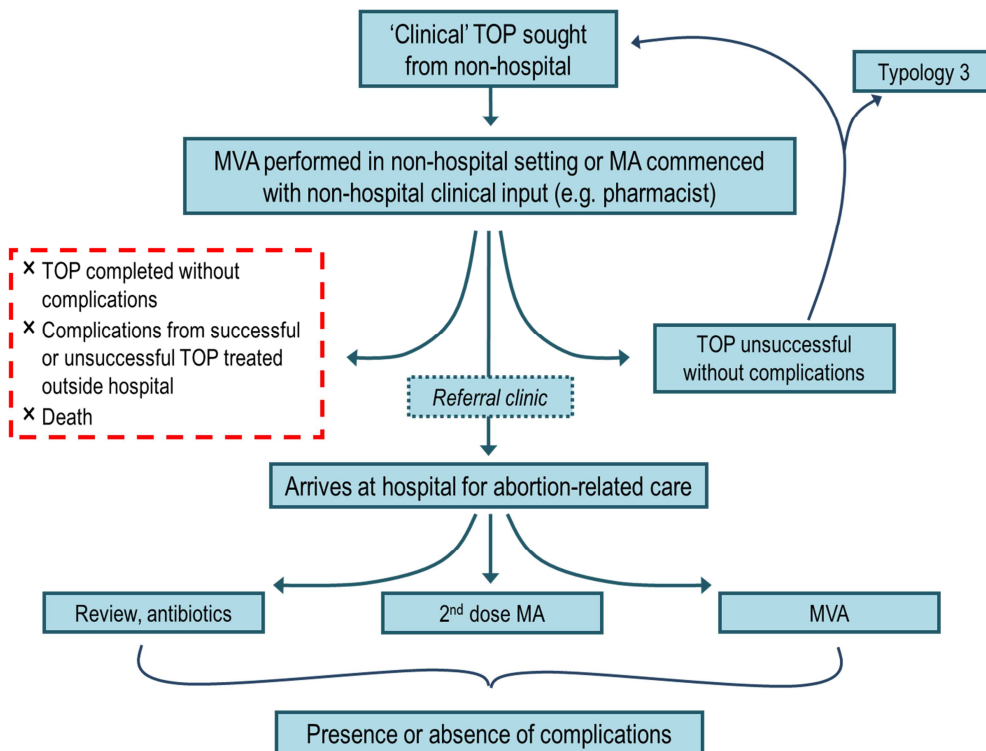 ‘Clinical’ TOP sought
from non-hospital
Typology 3
MVA performed in non-hospital setting or MA commenced
with non-hospital clinical input (e.g. pharmacist)
× TOP completed without
complications
× Complications from successful
or unsuccessful TOP treated
outside hospital
× Death
TOP unsuccessful
without complications
Referral clinic
Arrives at hospital for abortion-related care
Review, antibiotics
2nd dose MA
MVA
Presence or absence of complications